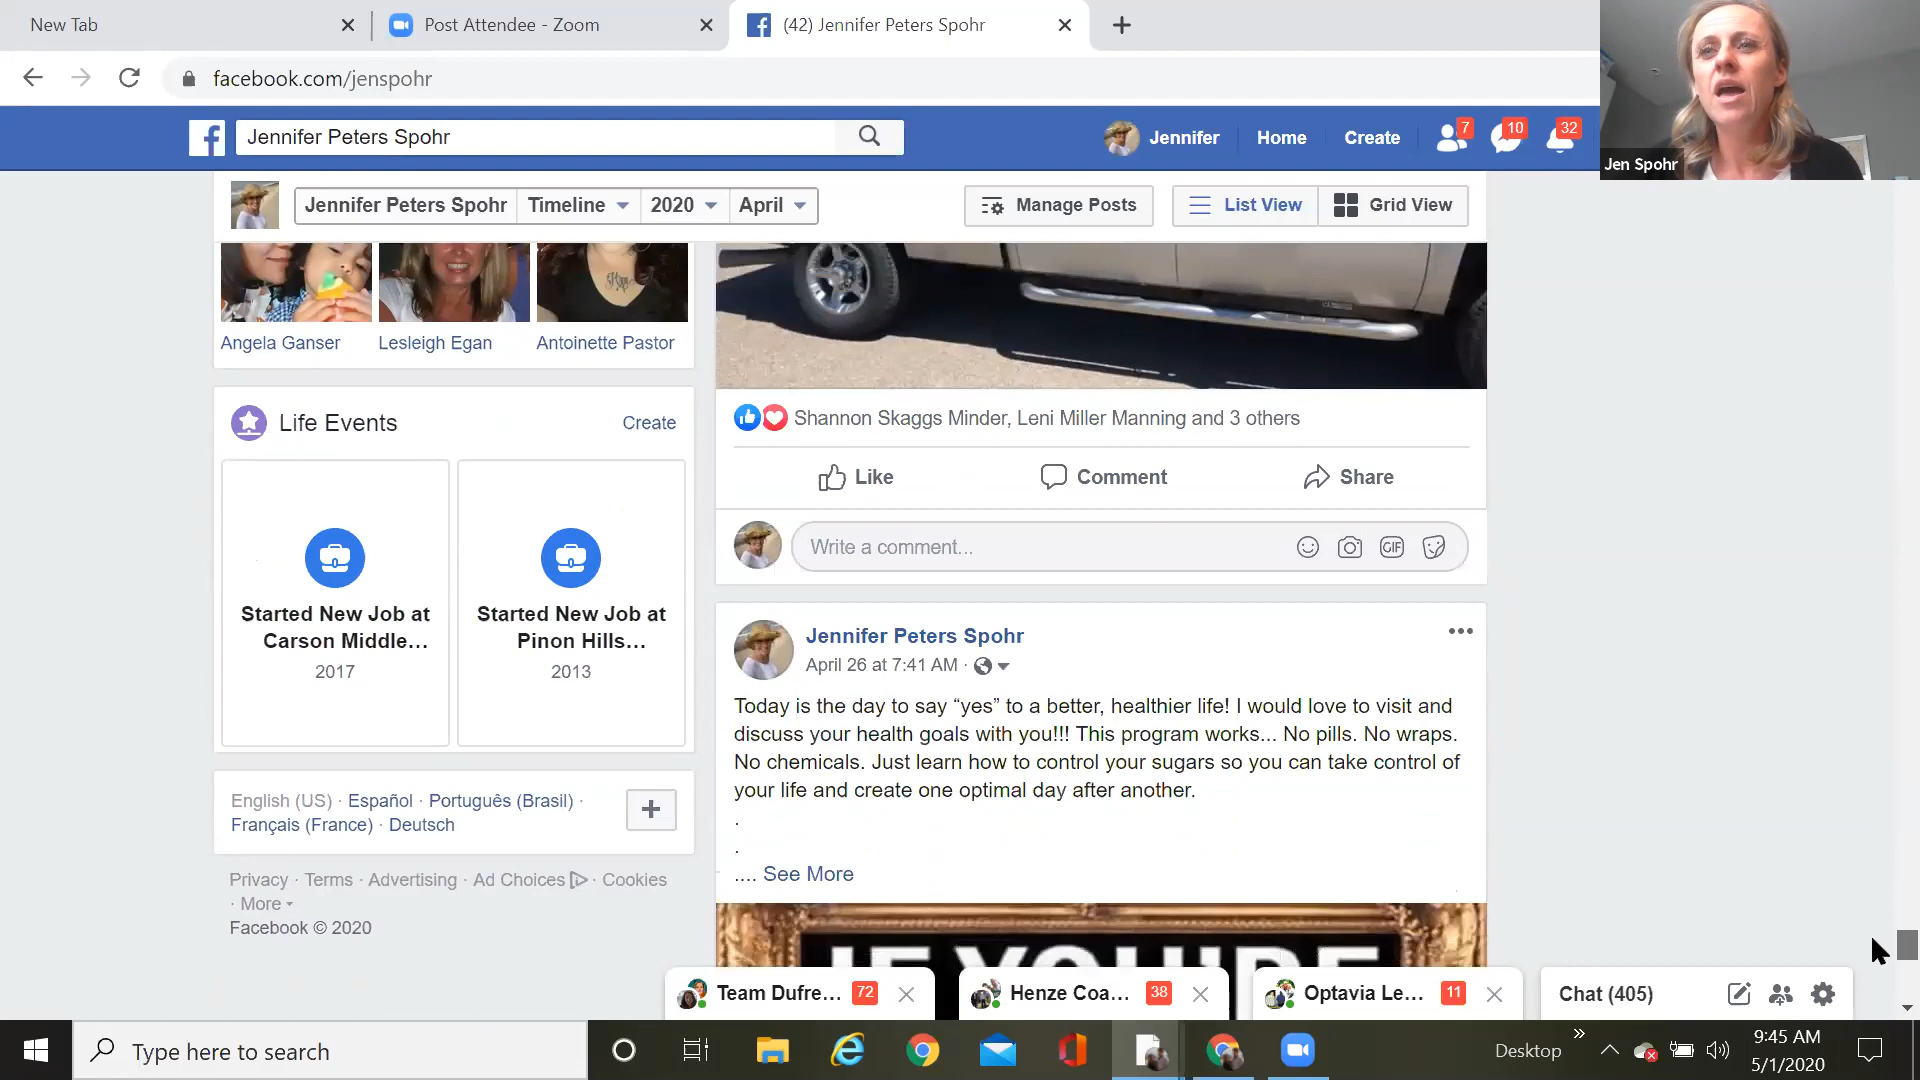 New Tab
Post Attendee - Zoom
(42) Jennifer Peters Spohr
facebook.com/jenspohr
Jennifer Peters Spohr
Jennifer
Home
Create
7
10
32
Jen Spohr
Jennifer Peters Spohr
Timeline
2020
April
Manage Posts
List View
Grid View
Angela Ganser
Lesleigh Egan
Antoinette Pastor
Life Events
Create
Started New Job at
Carson Middle...
2017
Started New Job at
Pinon Hills...
2013
English (US) · Español · Português (Brasil) ·
Français (France) · Deutsch
Privacy · Terms · Advertising · Ad Choices · Cookies
· More
Facebook © 2020
Shannon Skaggs Minder, Leni Miller Manning and 3 others
Like
Comment
Share
Write a comment...
GIF
Jennifer Peters Spohr
April 26 at 7:41 AM ·
Today is the day to say “yes” to a better, healthier life! I would love to visit and
discuss your health goals with you!!! This program works... No pills. No wraps.
No chemicals. Just learn how to control your sugars so you can take control of
your life and create one optimal day after another.
.
.
.... See More
IF YOU'RE
Team Dufre... 72
Henze Coa... 38
Optavia Le... 11
Chat (405)
Type here to search
Desktop
9:45 AM
5/1/2020